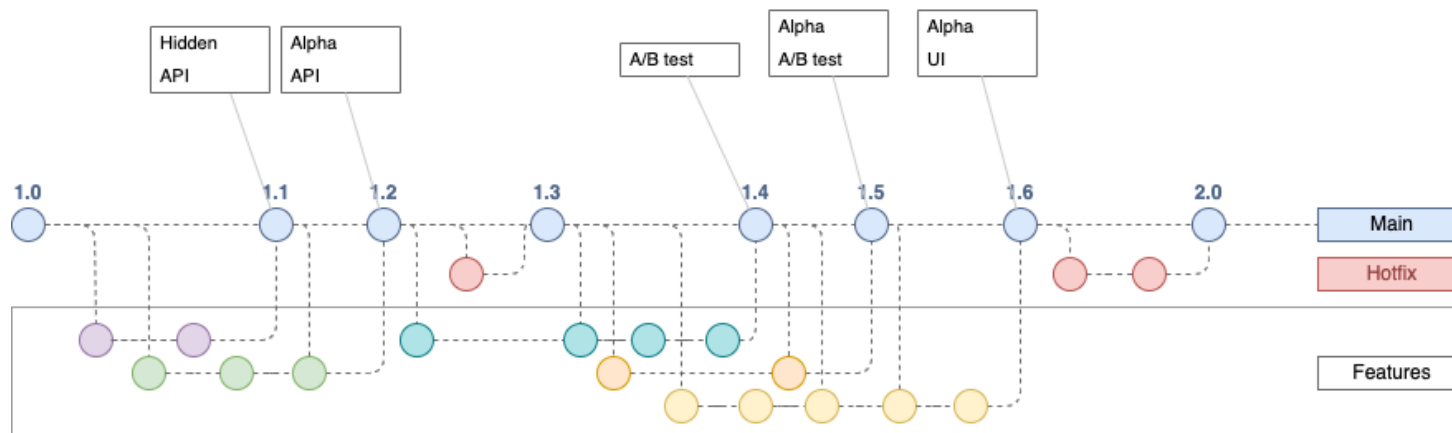 Hidden
API
Alpha
API
A/B test
Alpha
A/B test
Alpha
UI
1.0
1.1
1.2
1.3
1.4
1.5
1.6
2.0
Main
Hotfix
Features